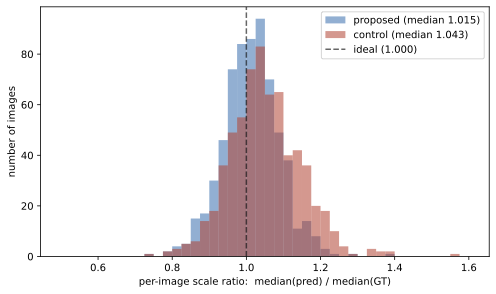 proposed (median 1.015)
control (median 1.043)
ideal (1.000)
number of images
80
60
40
20
0
0.6 0.8 1.0 1.2 1.4 1.6
per-image scale ratio: median(pred) / median(GT)